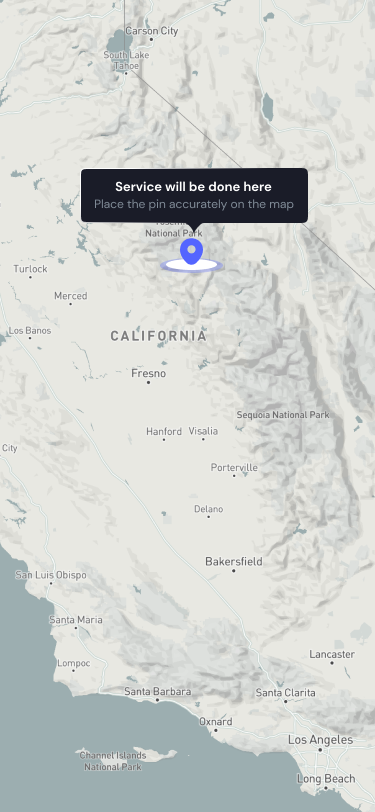 Carson City
South Lake
Tahoe
Service will be done here
Place the pin accurately on the map
National Park
Turlock
Merced
Los Banos
CALIFORNIA
Fresno
Sequoia National Park
Hanford
Visalia
City
Porterville
Delano
Bakersfield
San Luis Obispo
Santa Maria
Lancaster
Lompoc
Santa Barbara
Santa Clarita
Oxnard
Los Angeles
Channel Islands
National Park
Long Beach